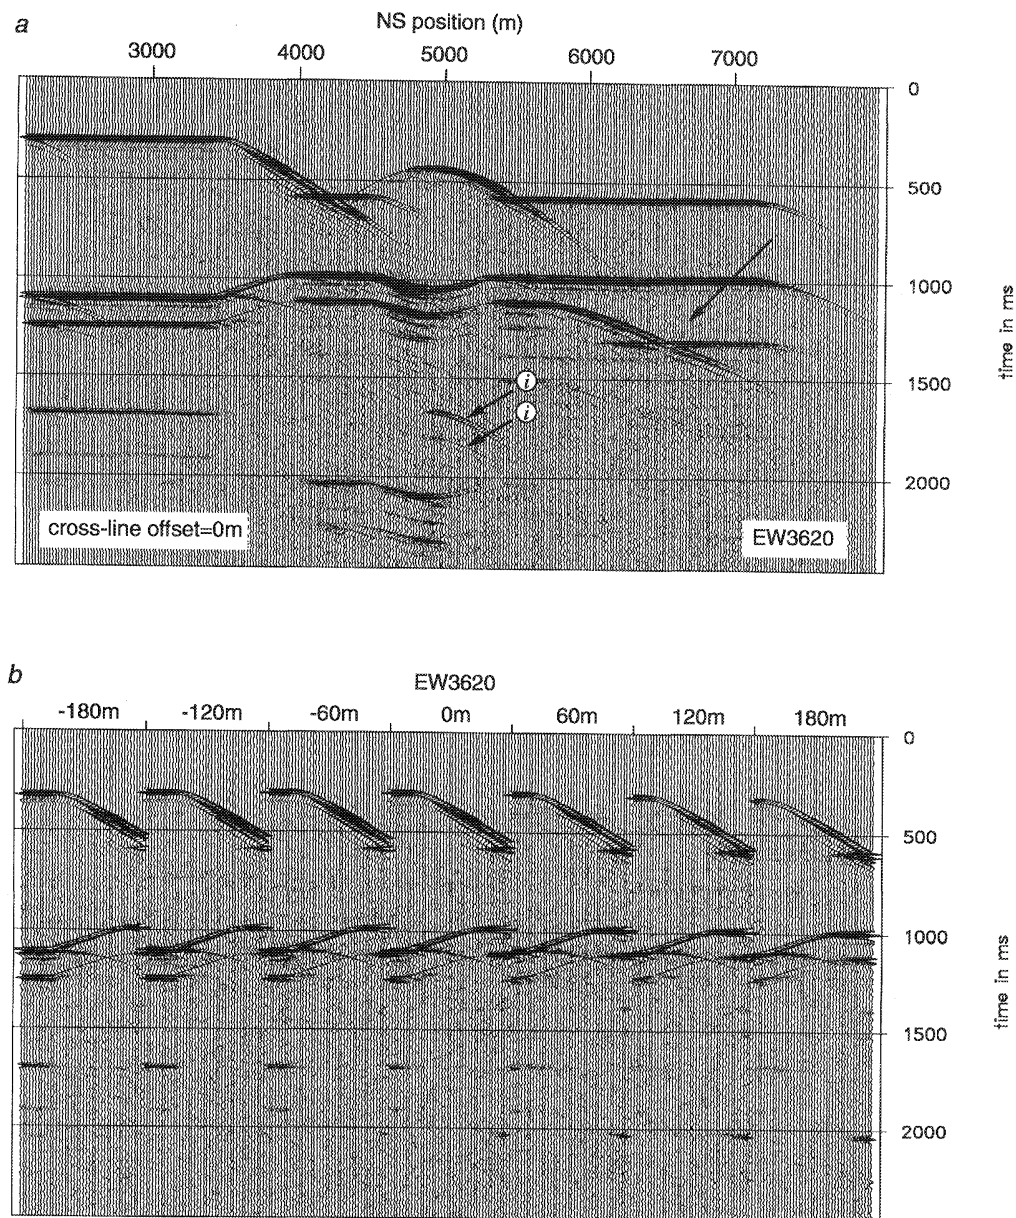 a
NS position (m)
3000 4000 5000 6000 7000
0
500
1000
1500
2000
time in ms
i
i
cross-line offset=0m
EW3620
b
EW3620
-180m -120m -60m 0m 60m 120m 180m
0
500
1000
1500
2000
time in ms